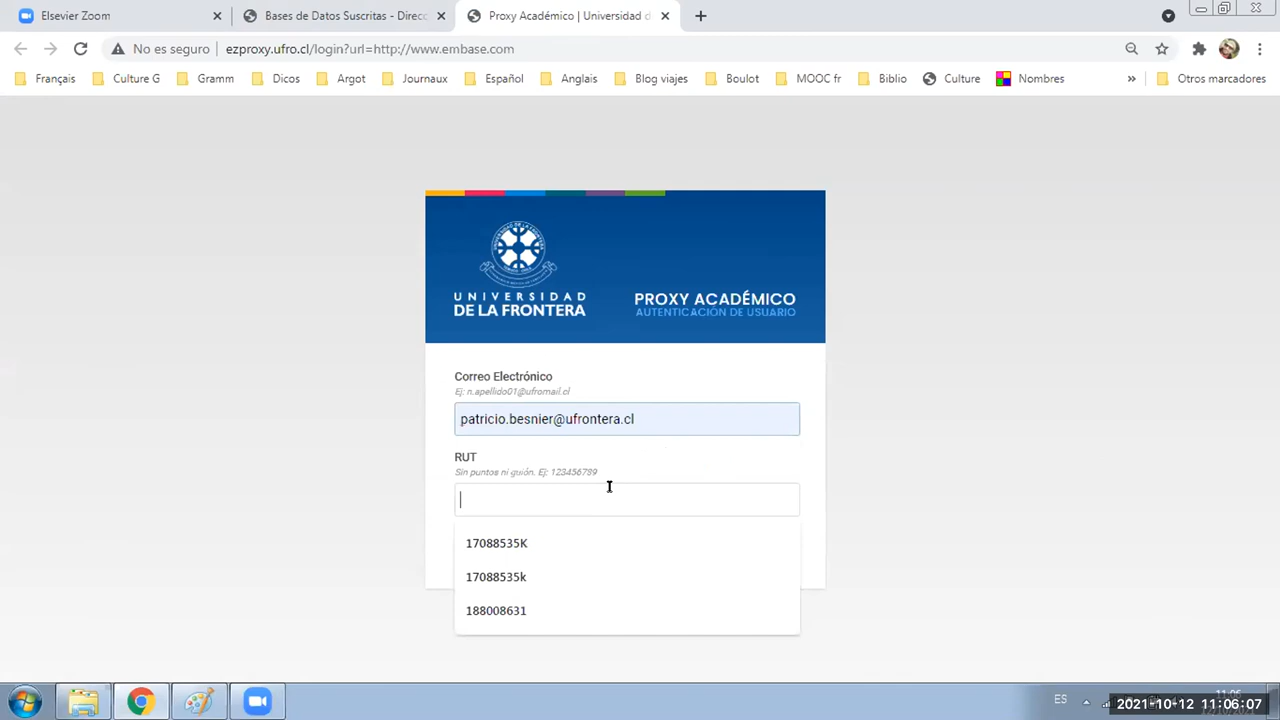 Elsevier Zoom
Bases de Datos Suscritas - Direcc
Proxy Académico | Universidad d
No es seguro
ezproxy.ufro.cl/login?url=http://www.embase.com
Français
Culture G
Gramm
Dicos
Argot
Journaux
Español
Anglais
Blog viajes
Boulot
MOOC fr
Biblio
Culture
Nombres
»
Otros marcadores
UNIVERSIDAD
DE LA FRONTERA
PROXY ACADÉMICO
AUTENTICACIÓN DE USUARIO
Correo Electrónico
Ej: n.apellido01@ufromail.cl
patricio.besnier@ufrontera.cl
RUT
Sin puntos ni guión. Ej: 123456789
17088535K
17088535k
188008631
ES
11:06
2021-10-12 11:06:07